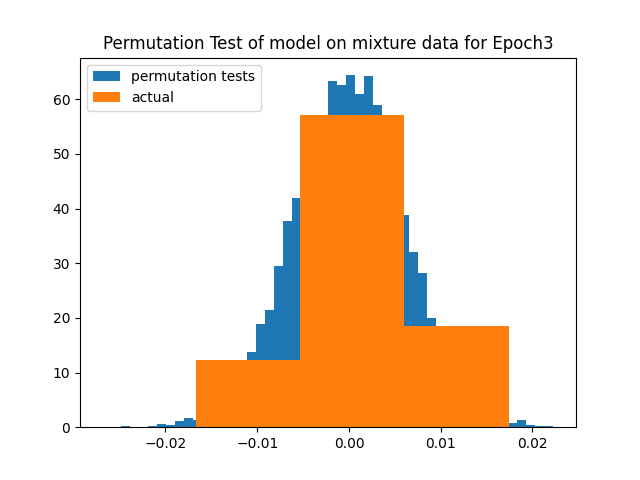 Permutation Test of model on mixture data for Epoch3
permutation tests
actual
60
50
40
30
20
10
0
−0.02 −0.01 0.00 0.01 0.02